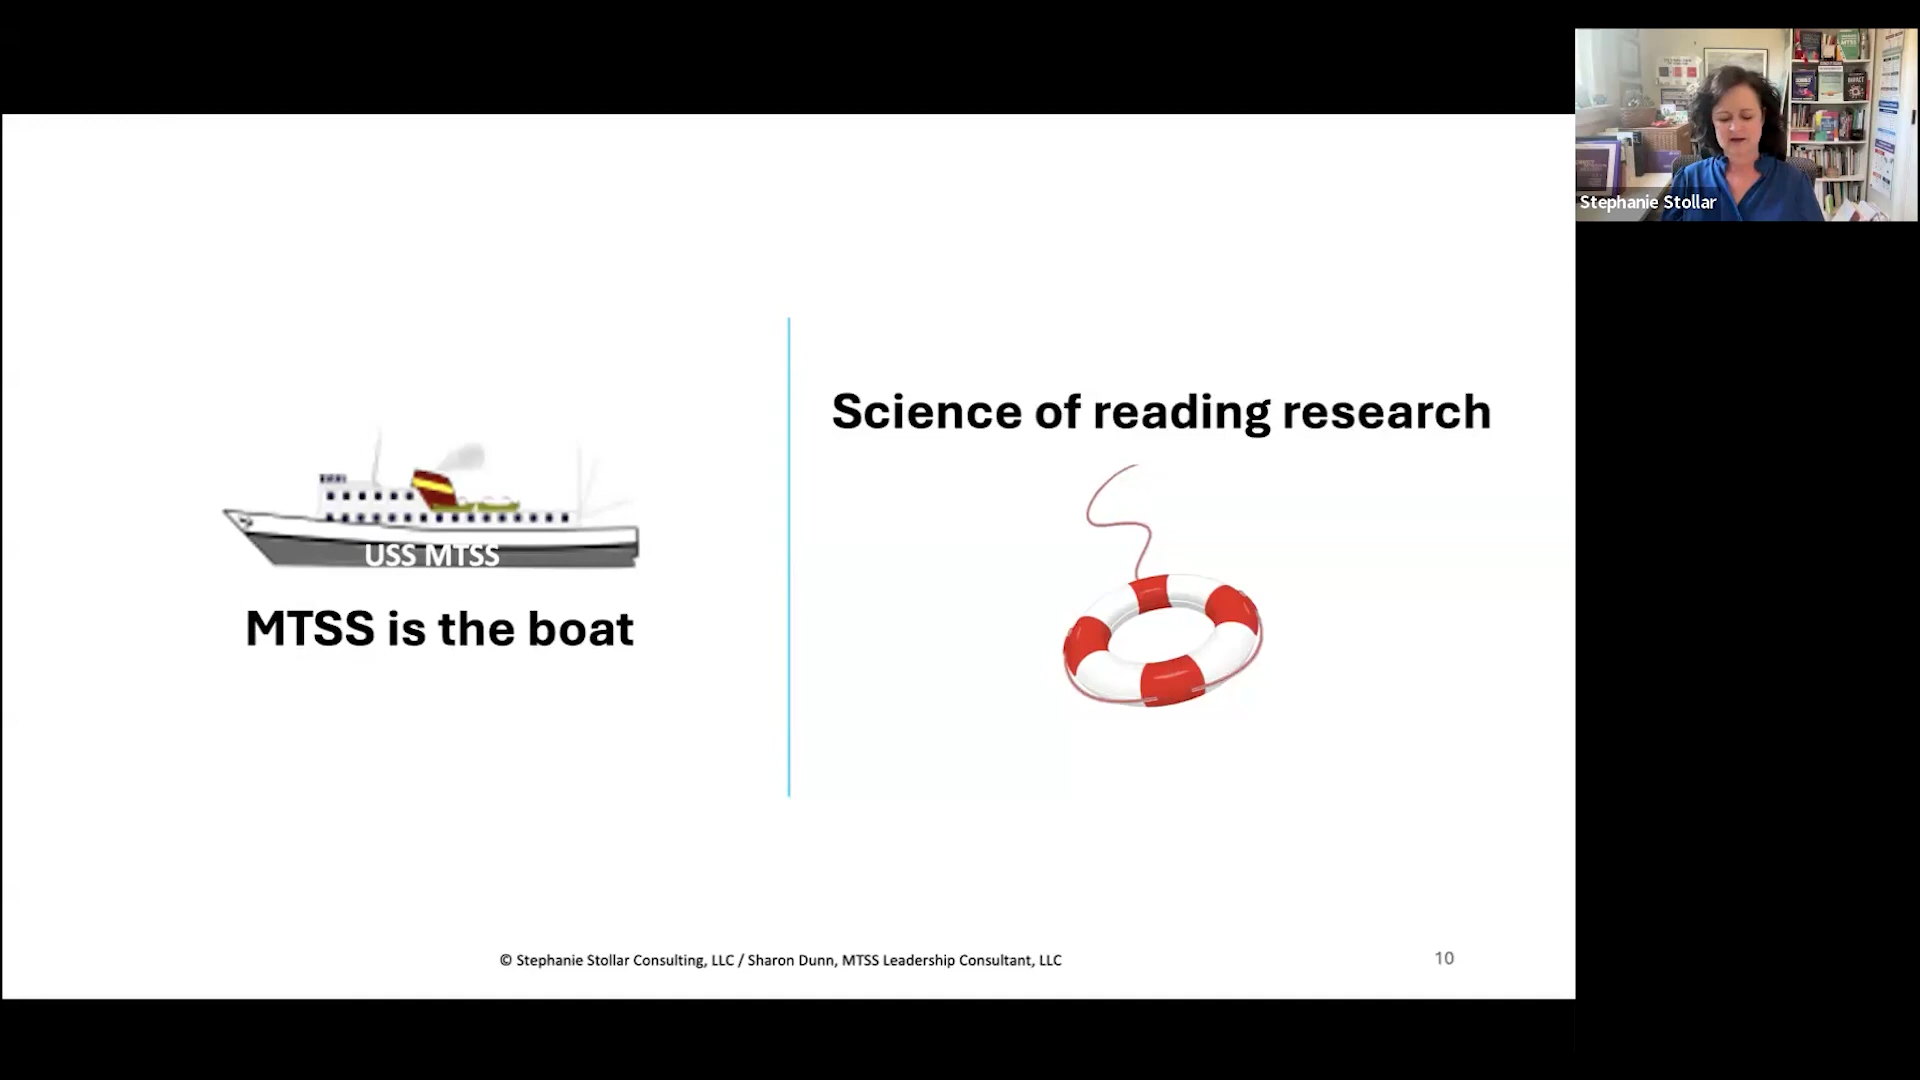 Stephanie Stollar
Science of reading research
USS MTSS
MTSS is the boat
© Stephanie Stollar Consulting, LLC / Sharon Dunn, MTSS Leadership Consultant, LLC
10